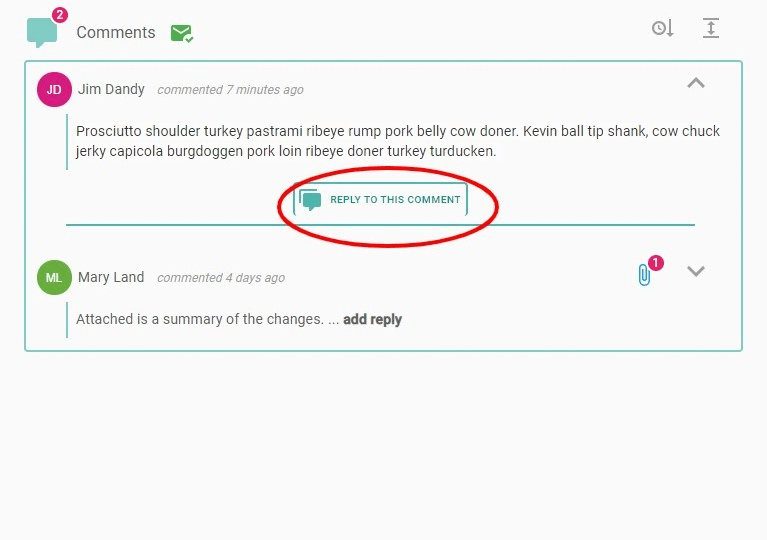 2
Comments
JD Jim Dandy commented 7 minutes ago
Prosciutto shoulder turkey pastrami ribeye rump pork belly cow doner. Kevin ball tip shank, cow chuck
jerky capicola burgdoggen pork loin ribeye doner turkey turducken.
REPLY TO THIS COMMENT
ML Mary Land commented 4 days ago 1
Attached is a summary of the changes. ... add reply